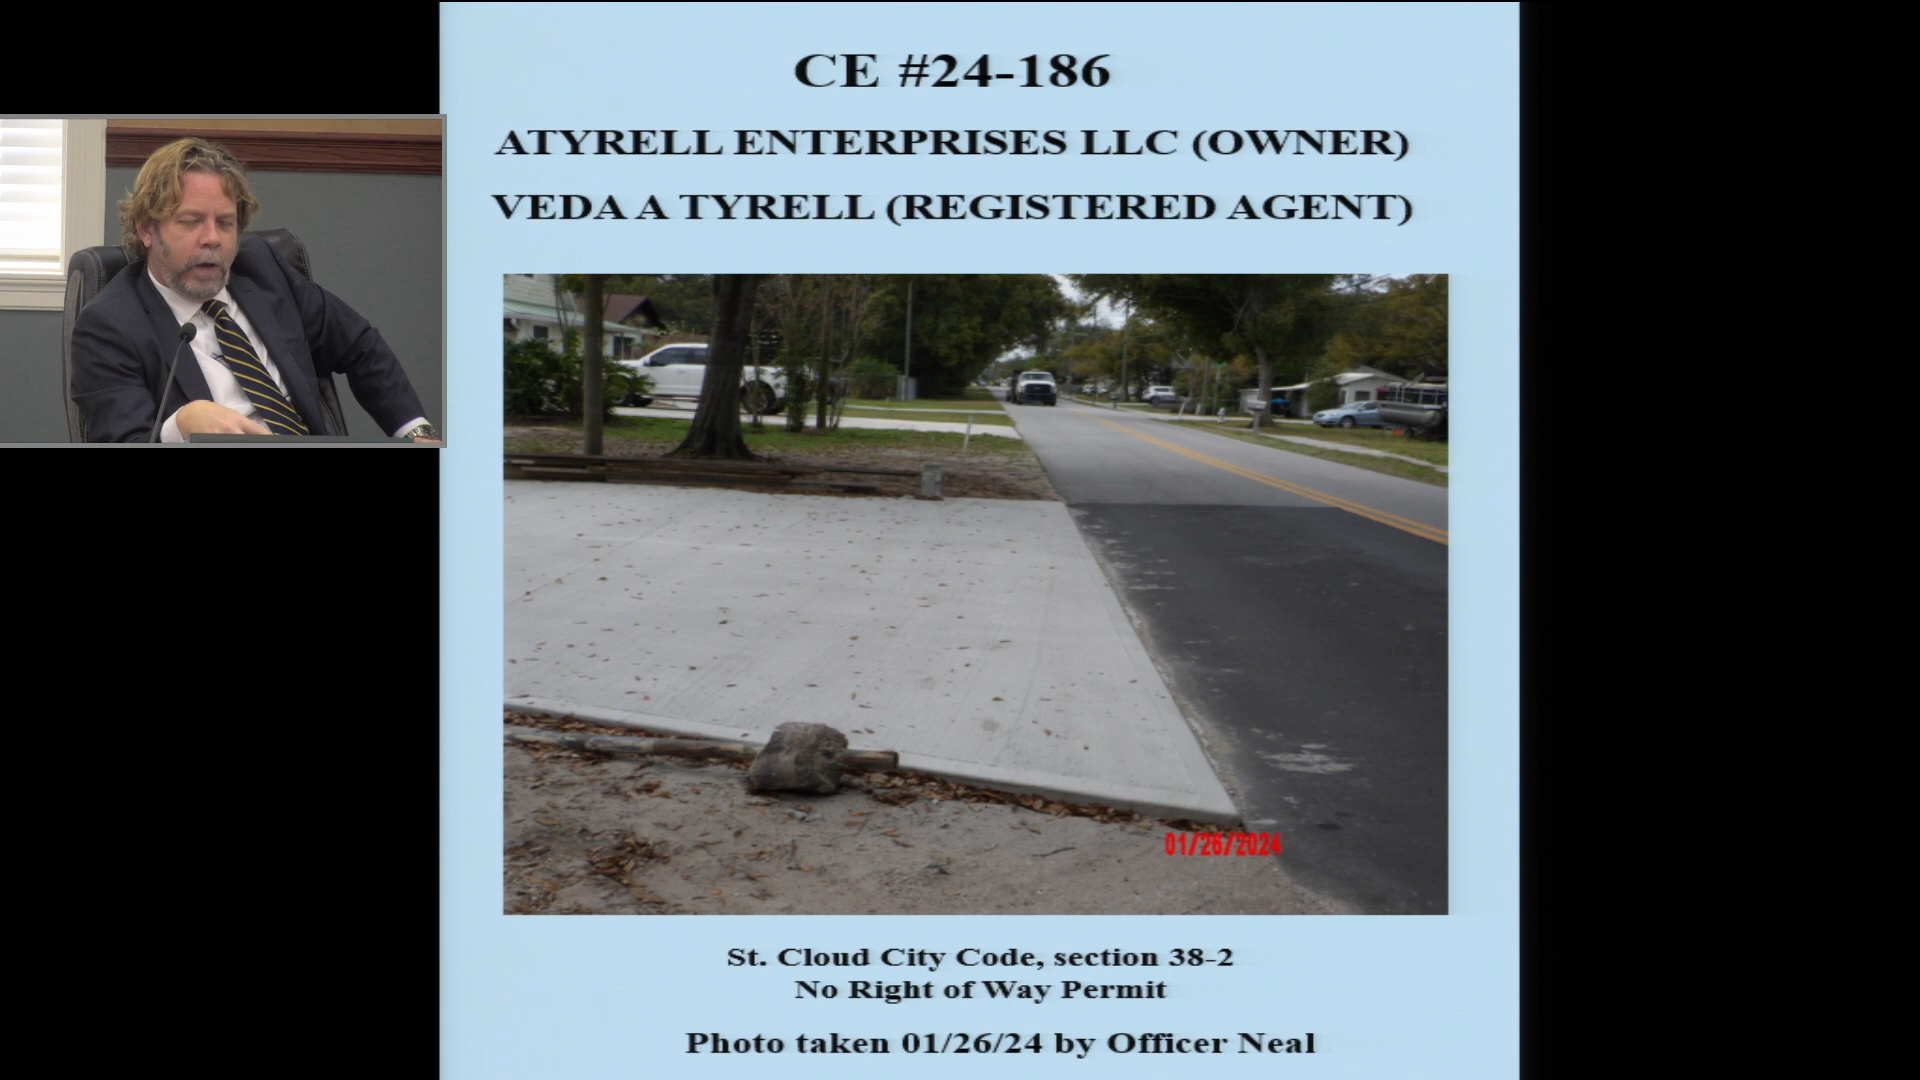 CE #24-186
ATYRELL ENTERPRISES LLC (OWNER)
VEDA A TYRELL (REGISTERED AGENT)
01/26/2024
St. Cloud City Code, section 38-2
No Right of Way Permit
Photo taken 01/26/24 by Officer Neal